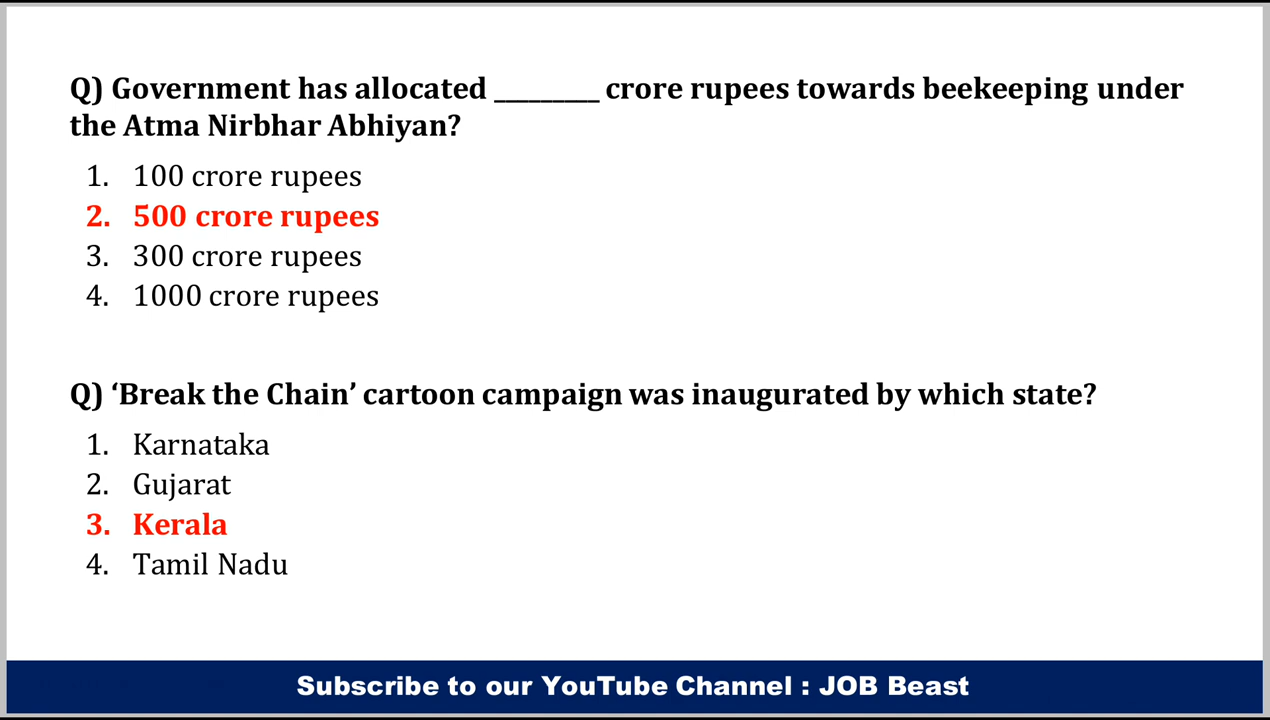 Q) Government has allocated _________ crore rupees towards beekeeping under
the Atma Nirbhar Abhiyan?
1. 100 crore rupees
2. 500 crore rupees
3. 300 crore rupees
4. 1000 crore rupees
Q) ‘Break the Chain’ cartoon campaign was inaugurated by which state?
1. Karnataka
2. Gujarat
3. Kerala
4. Tamil Nadu
Subscribe to our YouTube Channel : JOB Beast